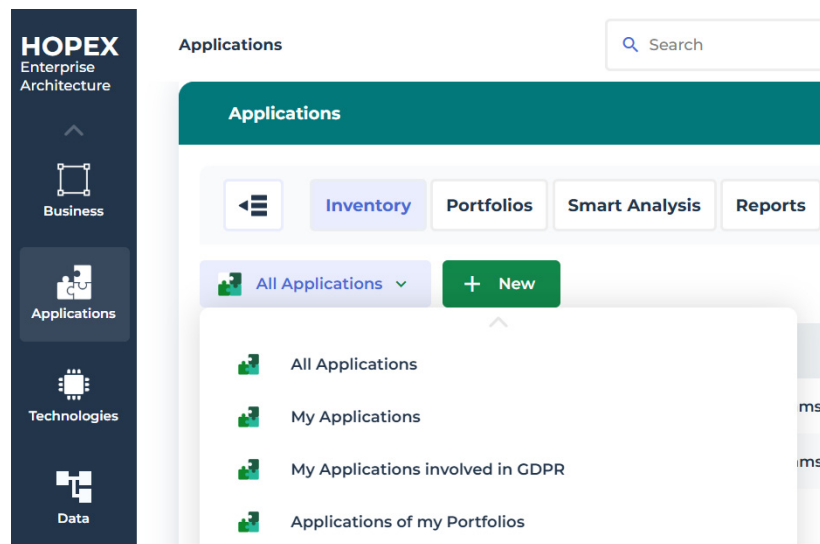 HOPEX
Enterprise
Architecture
Business
Applications
Technologies
Data
Applications
Search
Applications
Inventory
Portfolios
Smart Analysis
Reports
All Applications
+ New
All Applications
My Applications
My Applications involved in GDPR
Applications of my Portfolios